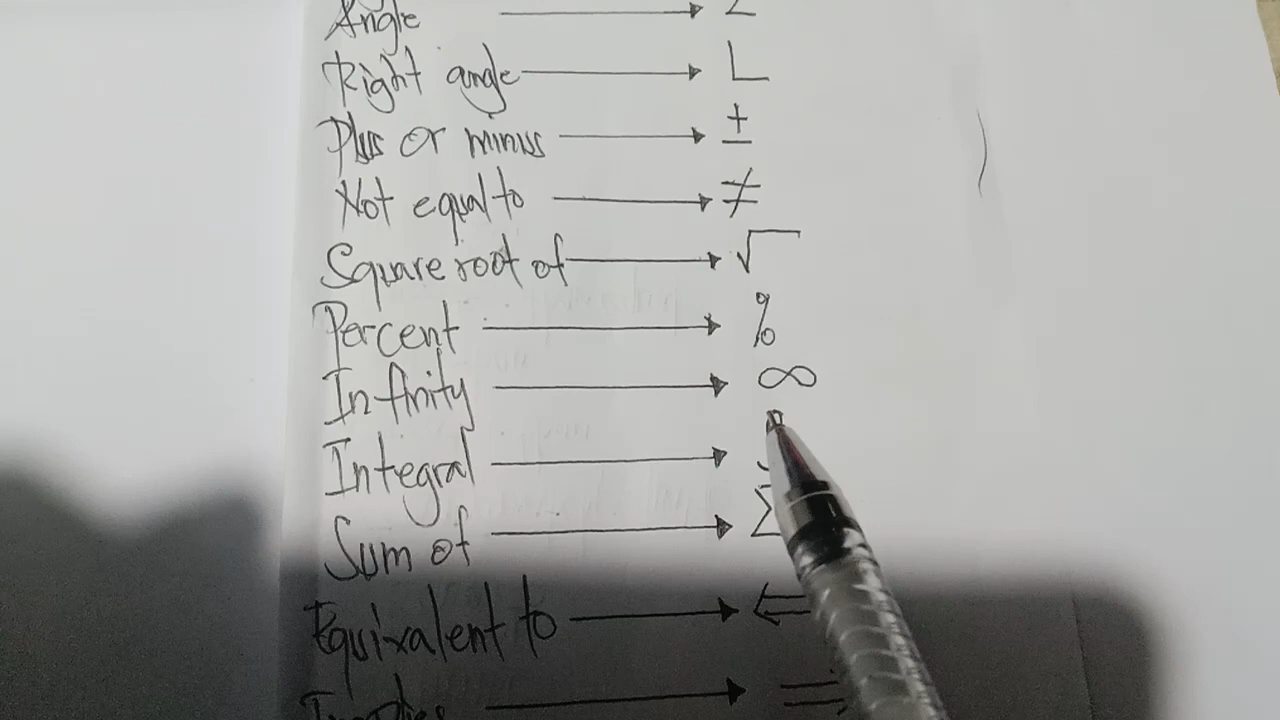 Angle ∠
Right angle ∟
Plus or minus ±
Not equal to ≠
Square root of √
Percent %
Infinity ∞
Integral
Sum of Σ
Equivalent to
Implies ⇒